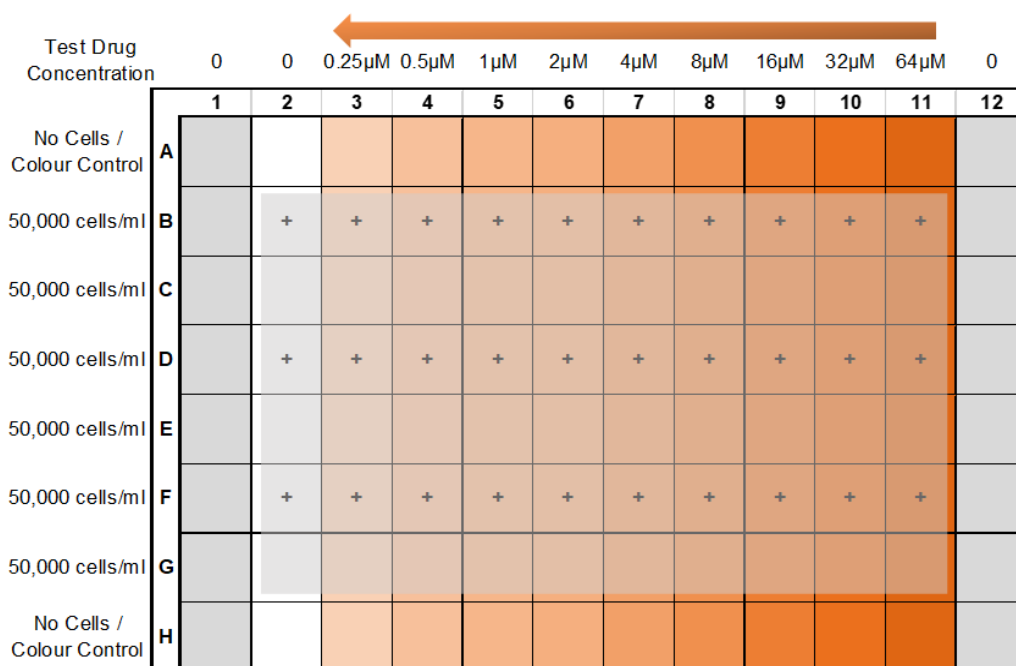 Test Drug
Concentration
0 0 0.25µM 0.5µM 1µM 2µM 4µM 8µM 16µM 32µM 64µM 0
1 2 3 4 5 6 7 8 9 10 11 12
No Cells /
Colour Control A
50,000 cells/ml B + + + + + + + + + +
50,000 cells/ml C
50,000 cells/ml D + + + + + + + + + +
50,000 cells/ml E
50,000 cells/ml F + + + + + + + + + +
50,000 cells/ml G
No Cells /
Colour Control H